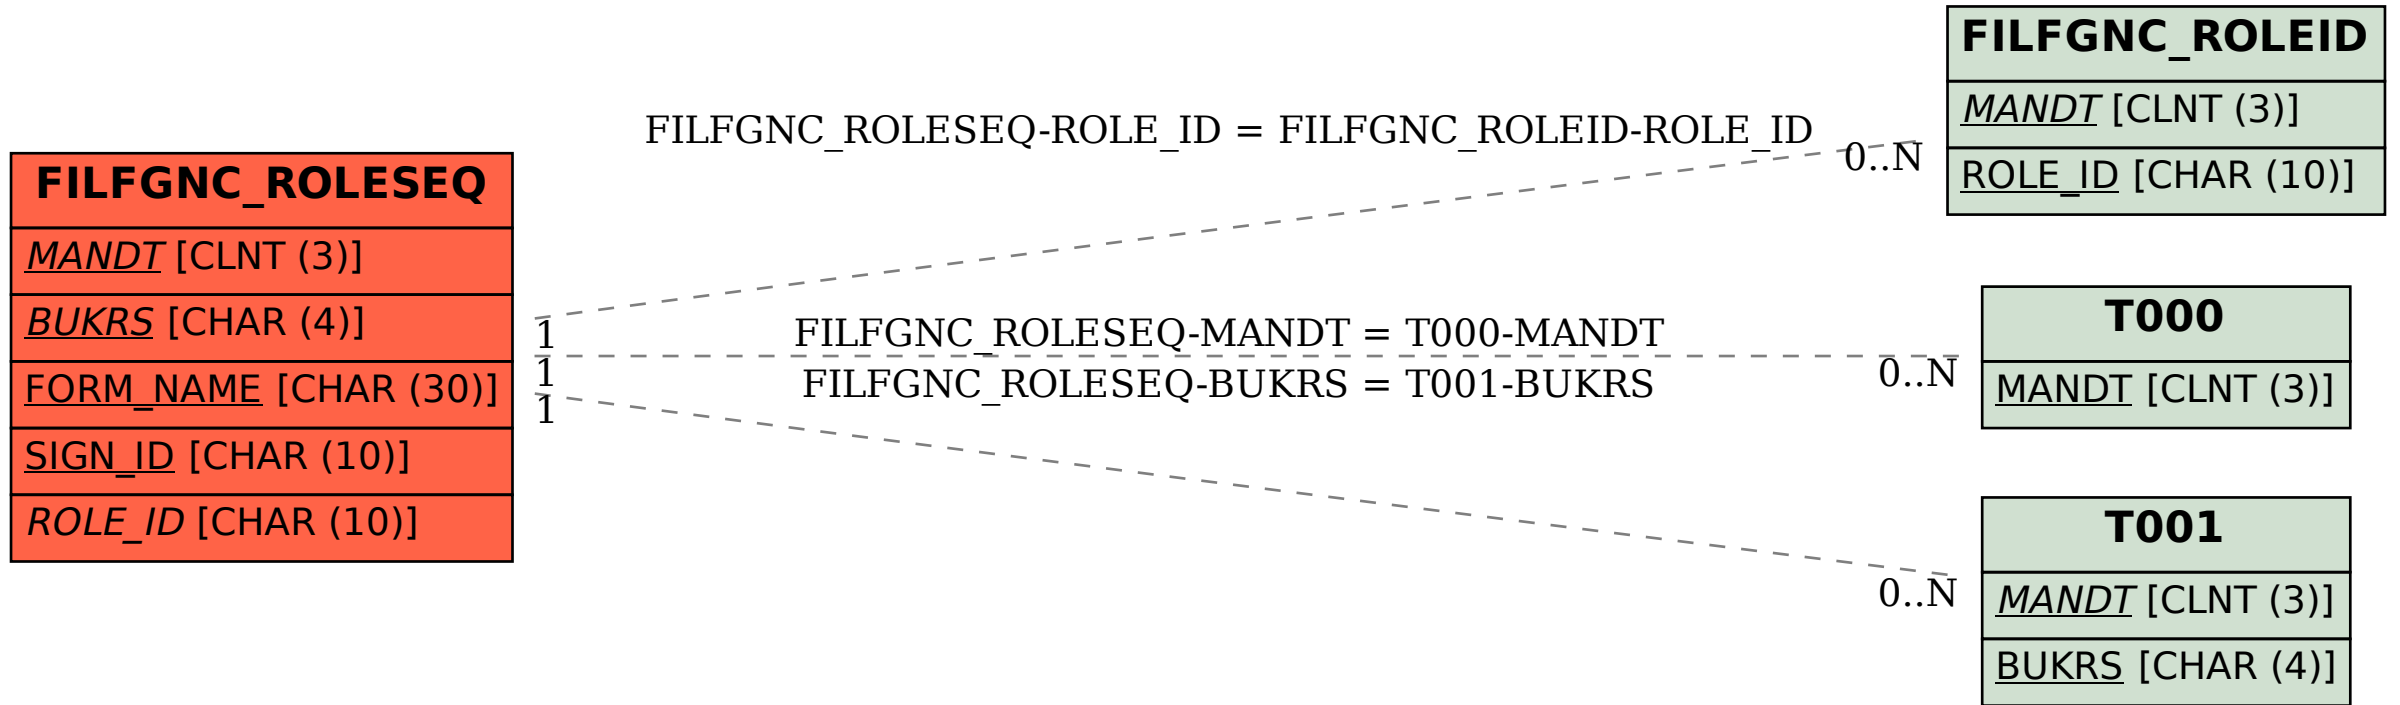 FILFGNC_ROLESEQ
MANDT [CLNT (3)]
BUKRS [CHAR (4)]
FORM_NAME [CHAR (30)]
SIGN_ID [CHAR (10)]
ROLE_ID [CHAR (10)]
FILFGNC_ROLESEQ-ROLE_ID = FILFGNC_ROLEID-ROLE_ID
0..N
1
FILFGNC_ROLESEQ-MANDT = T000-MANDT
0..N
1
FILFGNC_ROLESEQ-BUKRS = T001-BUKRS
0..N
1
FILFGNC_ROLEID
MANDT [CLNT (3)]
ROLE_ID [CHAR (10)]
T000
MANDT [CLNT (3)]
T001
MANDT [CLNT (3)]
BUKRS [CHAR (4)]